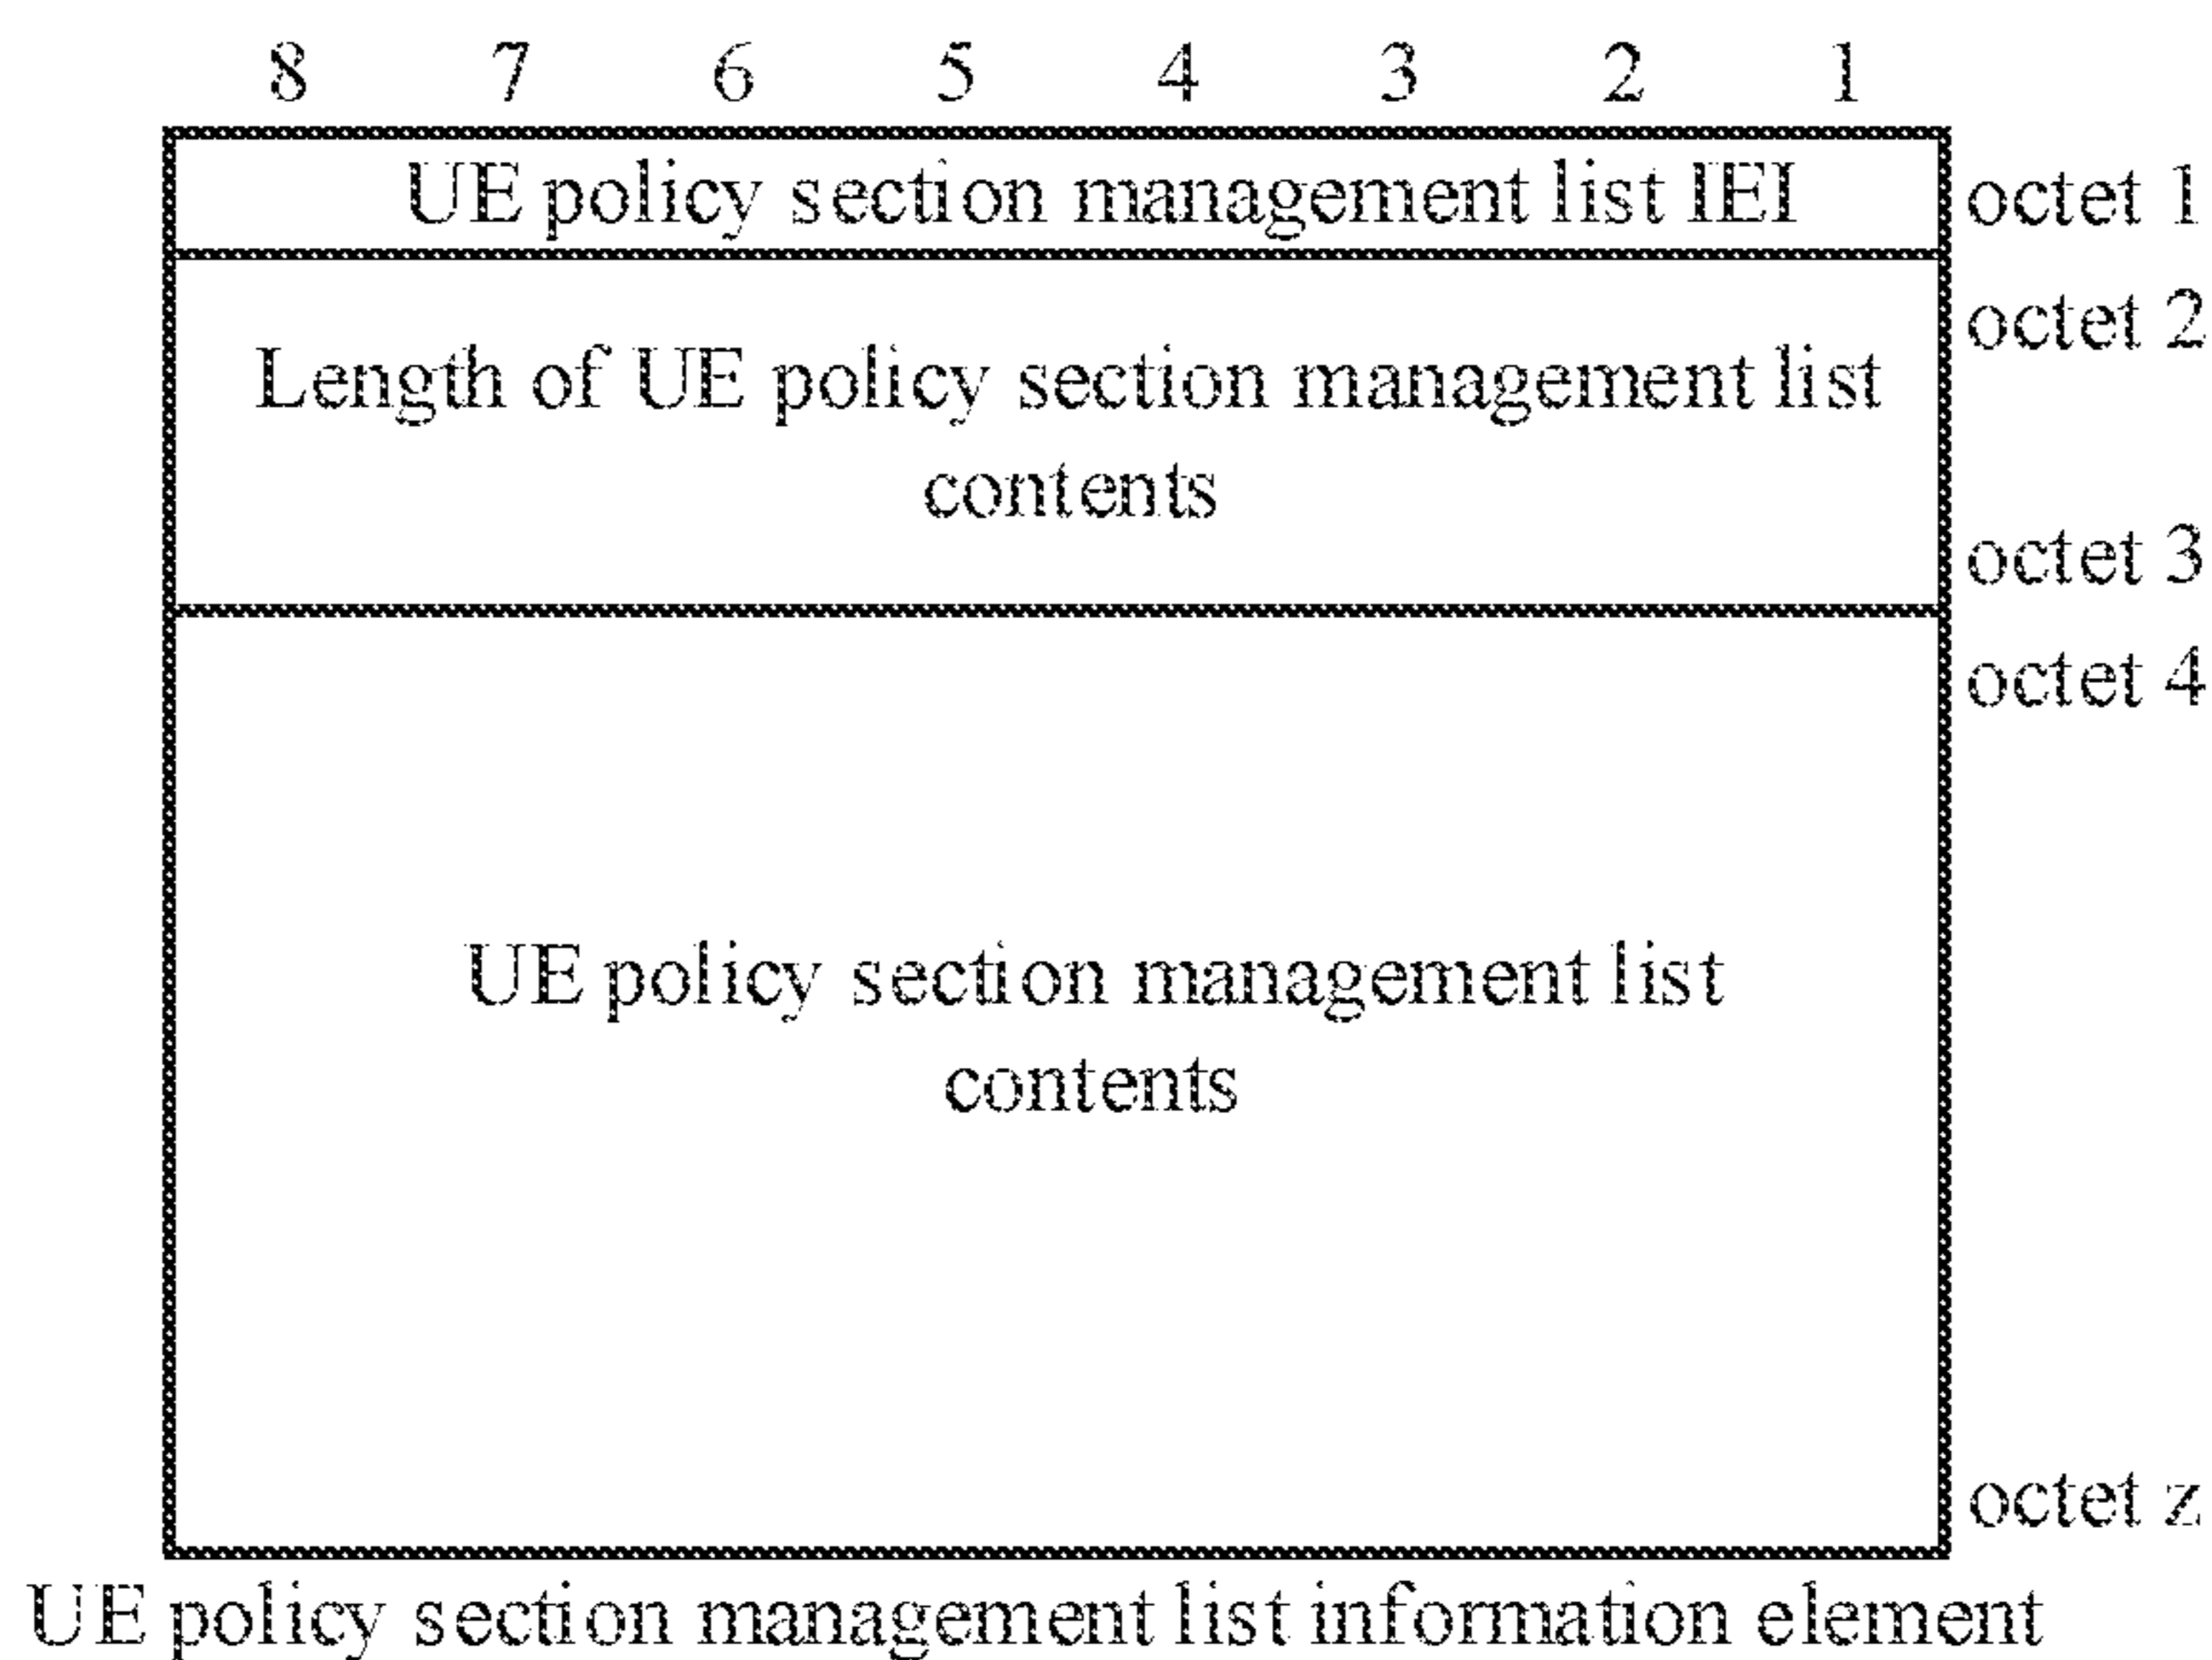 8 7 6 5 4 3 2 1
UE policy section management list IEI octet 1
octet 2
Length of UE policy section management list
contents
octet 3
octet 4
UE policy section management list
contents
octet z
UE policy section management list information element